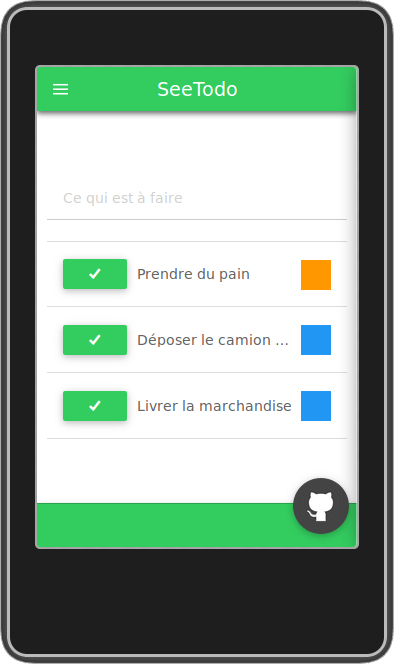 SeeTodo
Ce qui est à faire
Prendre du pain
Déposer le camion ...
Livrer la marchandise